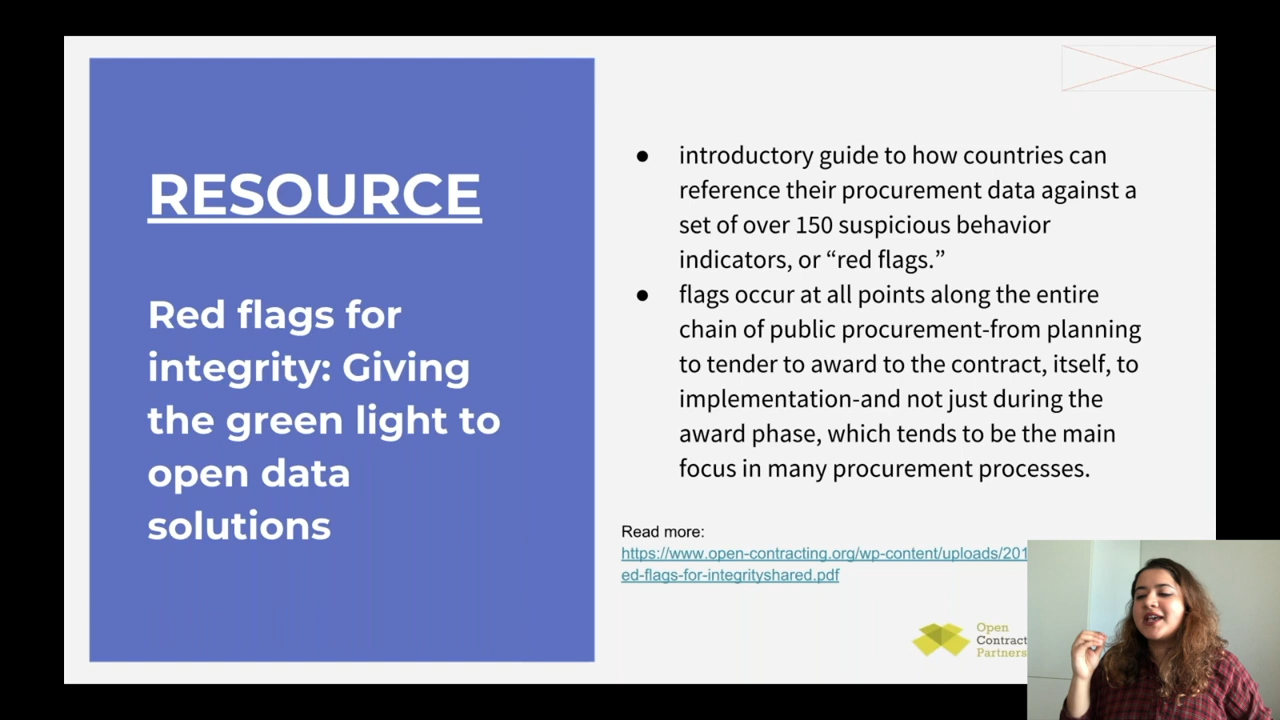 RESOURCE
Red flags for
integrity: Giving
the green light to
open data
solutions
● introductory guide to how countries can
reference their procurement data against a
set of over 150 suspicious behavior
indicators, or “red flags.”
● flags occur at all points along the entire
chain of public procurement-from planning
to tender to award to the contract, itself, to
implementation-and not just during the
award phase, which tends to be the main
focus in many procurement processes.
Read more:
https://www.open-contracting.org/wp-content/uploads/201
ed-flags-for-integrityshared.pdf
Open
Contract
Partners